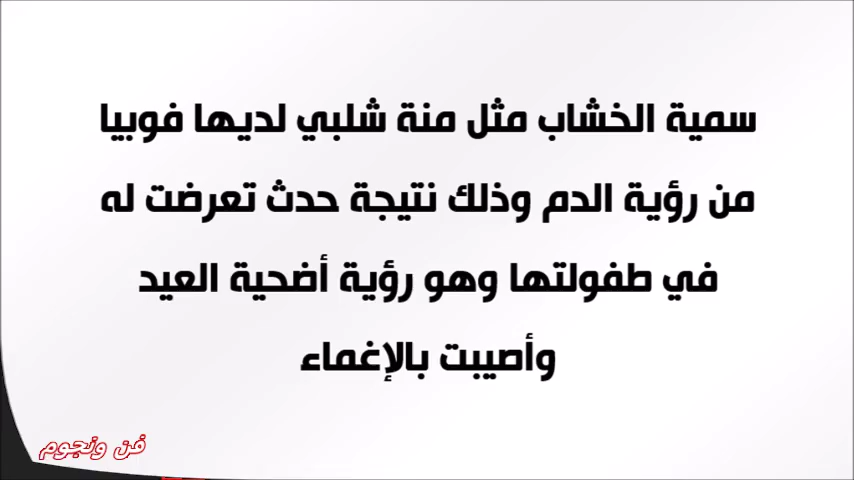 سمية الخشاب مثل منة شلبي لديها فوبيا
من رؤية الدم وذلك نتيجة حدث تعرضت له
في طفولتها وهو رؤية أضحية العيد
وأصيبت بالإغماء
فن ونجوم